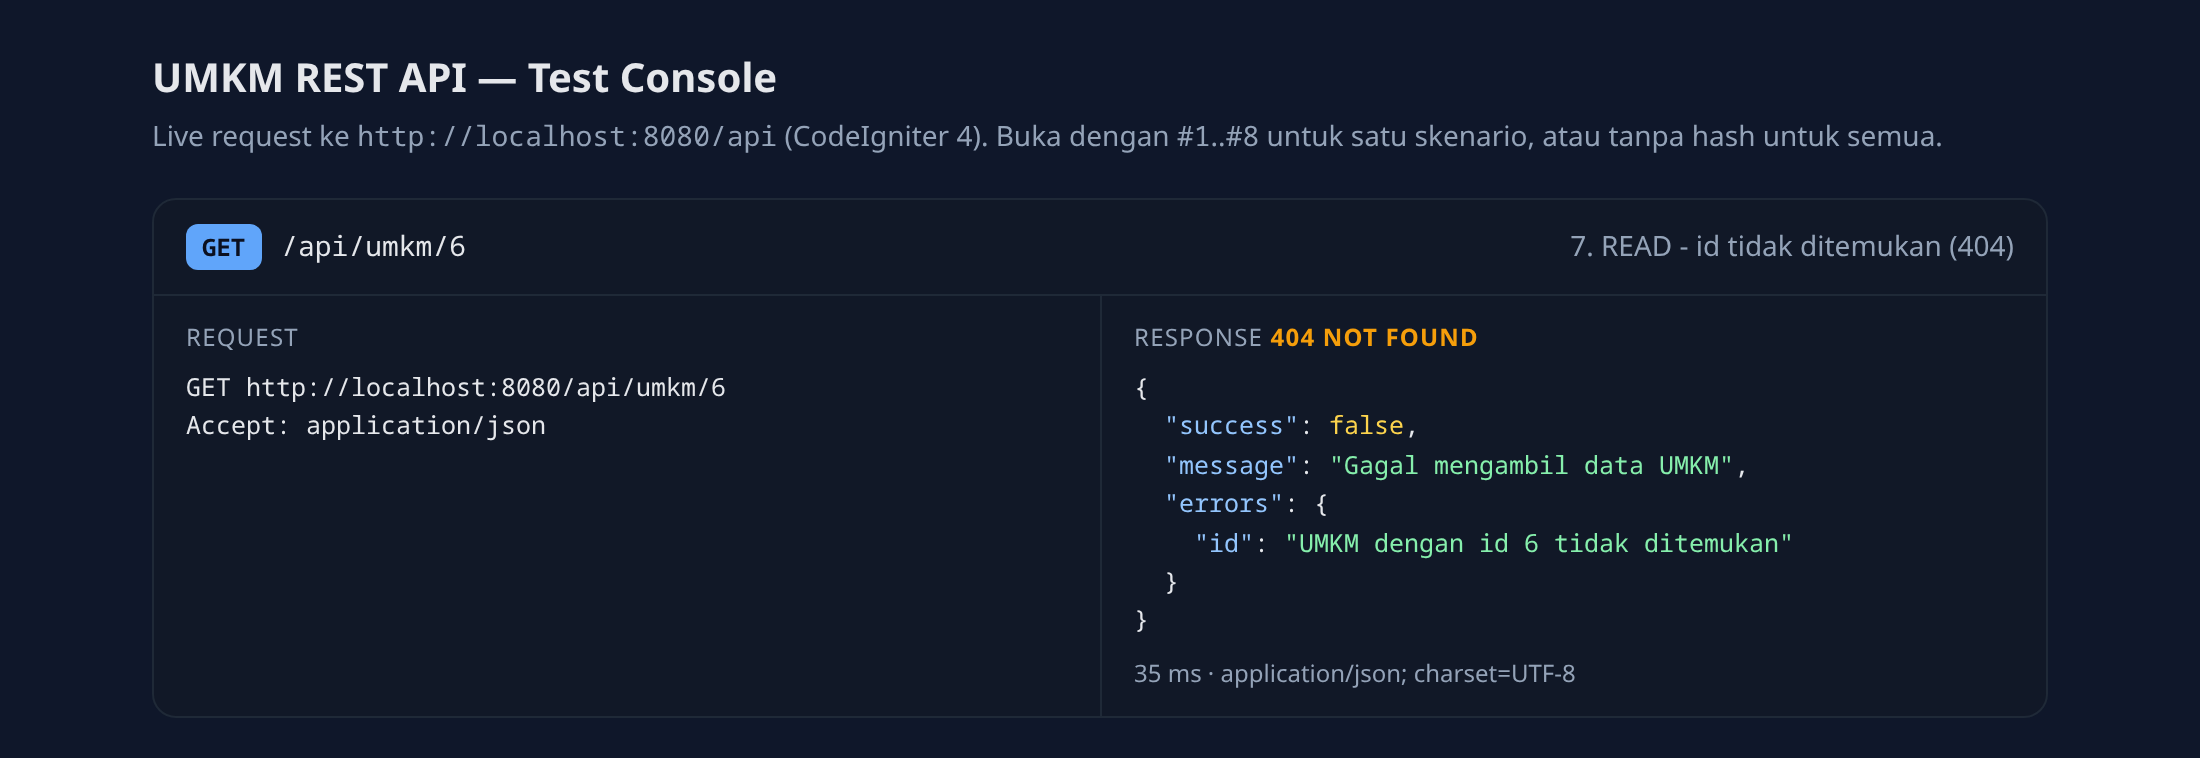 UMKM REST API — Test Console
Live request ke http://localhost:8080/api (CodeIgniter 4). Buka dengan #1..#8 untuk satu skenario, atau tanpa hash untuk semua.
GET /api/umkm/6
7. READ - id tidak ditemukan (404)
REQUEST
GET http://localhost:8080/api/umkm/6
Accept: application/json
RESPONSE 404 NOT FOUND
{
  "success": false,
  "message": "Gagal mengambil data UMKM",
  "errors": {
    "id": "UMKM dengan id 6 tidak ditemukan"
  }
}
35 ms · application/json; charset=UTF-8